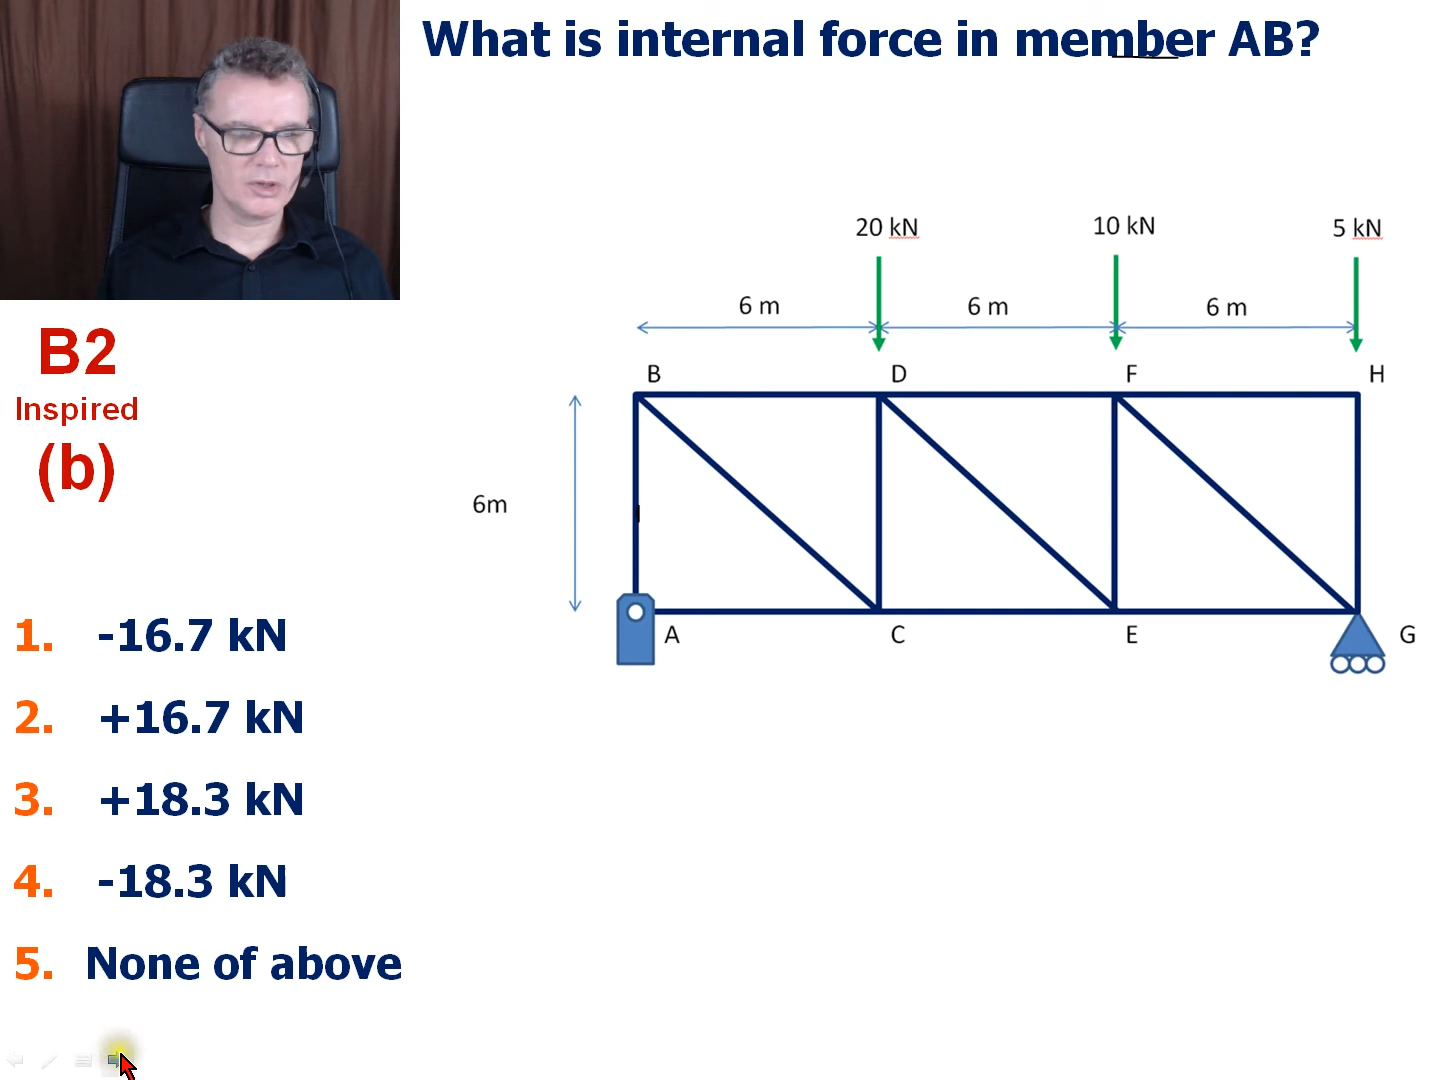 What is internal force in member AB?
20 kN
10 kN
5 kN
6 m
6 m
6 m
B2
Inspired
(b)
B
D
F
H
6m
A
C
E
G
1. -16.7 kN
2. +16.7 kN
3. +18.3 kN
4. -18.3 kN
5. None of above